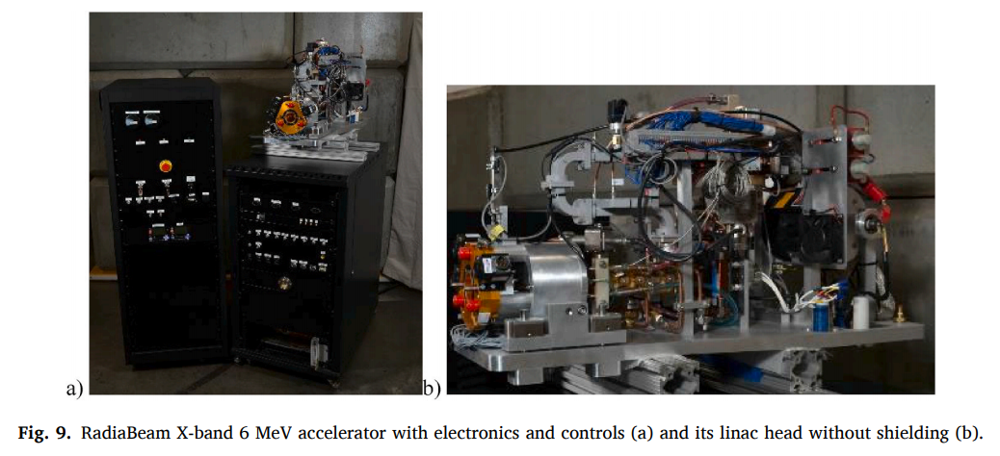 a)
b)
Fig. 9. RadiaBeam X-band 6 MeV accelerator with electronics and controls (a) and its linac head without shielding (b).